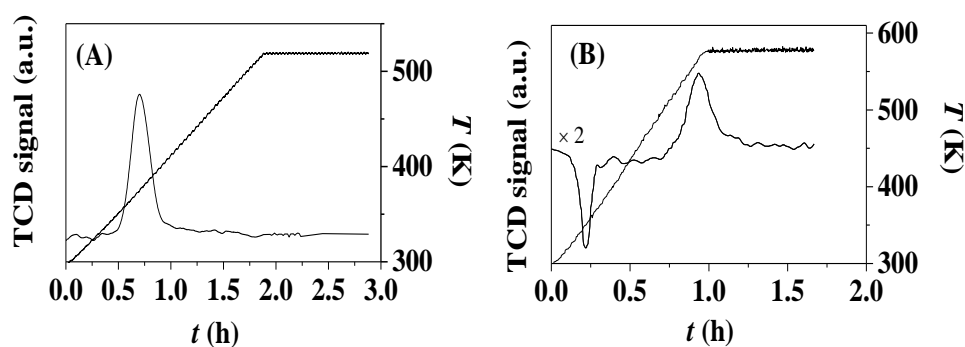 (A)
TCD signal (a.u.)
500
400
300
T (K)
0.0 0.5 1.0 1.5 2.0 2.5 3.0
t (h)
(B)
× 2
TCD signal (a.u.)
600
500
400
300
T (K)
0.0 0.5 1.0 1.5 2.0
t (h)